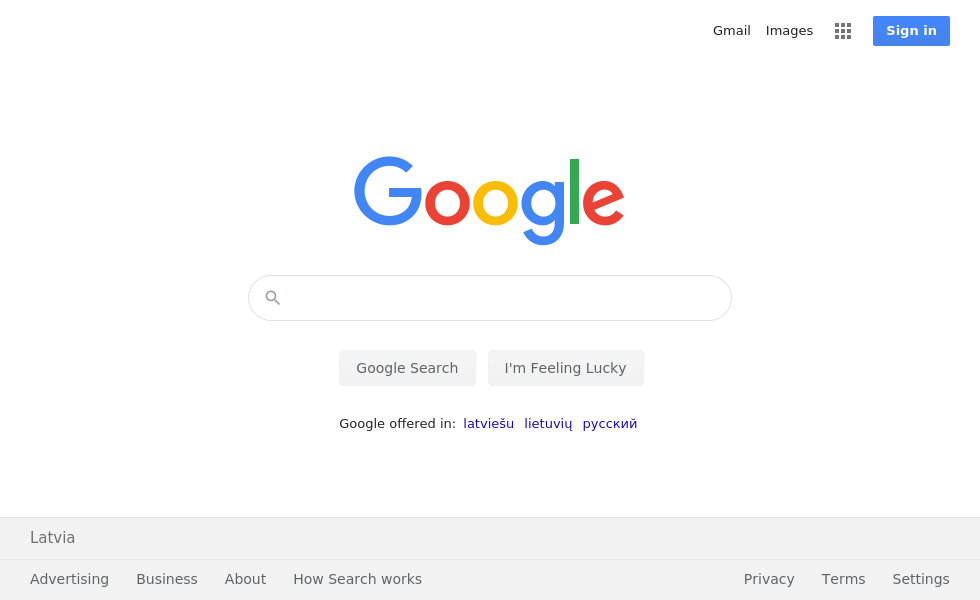 Gmail Images Sign in
Google
Google Search I'm Feeling Lucky
Google offered in: latviešu lietuvių русский
Latvia
Advertising Business About How Search works Privacy Terms Settings